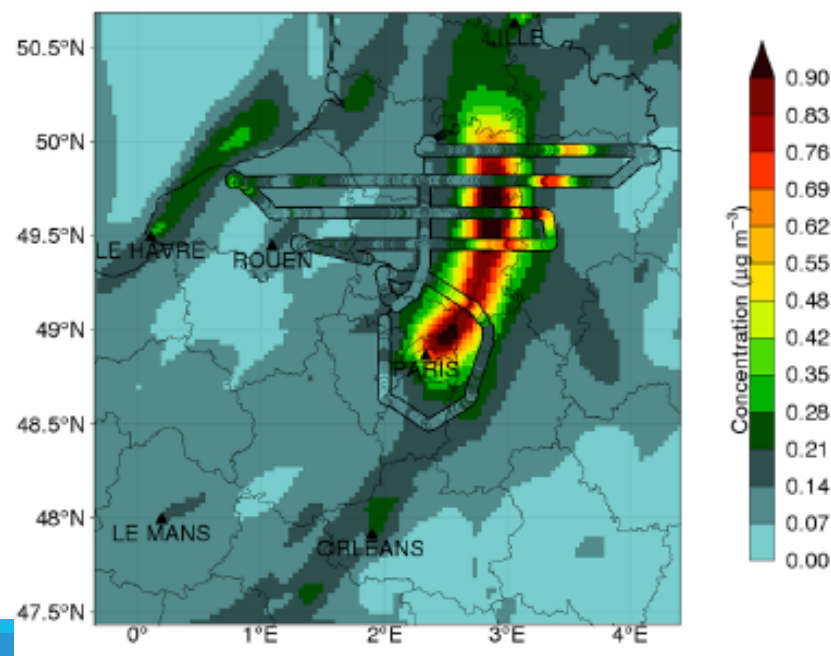 50.5°N
50°N
49.5°N
49°N
48.5°N
48°N
47.5°N
0°
1°E
2°E
3°E
4°E
LILLE
LE HAVRE
ROUEN
PARIS
LE MANS
ORLEANS
Concentration (µg m⁻³)
0.90
0.83
0.76
0.69
0.62
0.55
0.48
0.42
0.35
0.28
0.21
0.14
0.07
0.00